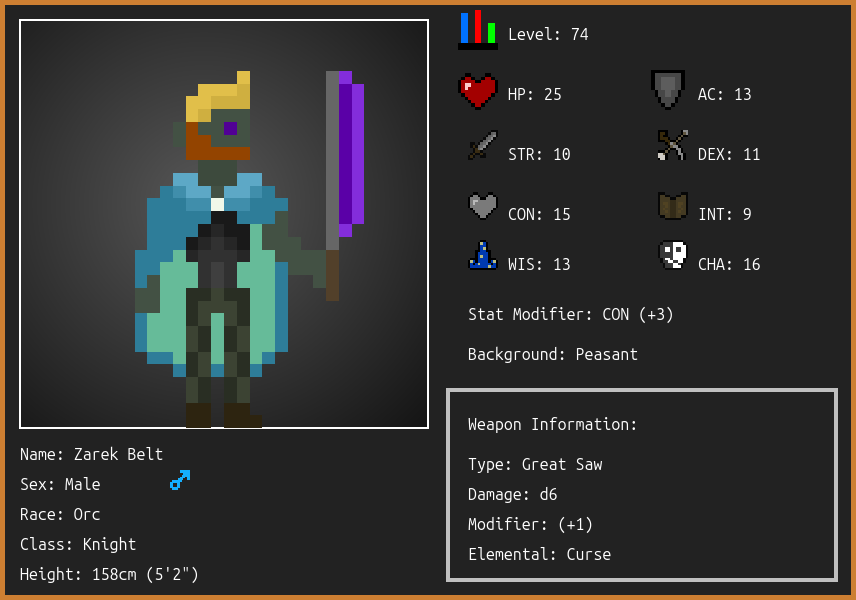 Level: 74
HP: 25
AC: 13
STR: 10
DEX: 11
CON: 15
INT: 9
WIS: 13
CHA: 16
Stat Modifier: CON (+3)
Background: Peasant
Weapon Information:
Type: Great Saw
Damage: d6
Modifier: (+1)
Elemental: Curse
Name: Zarek Belt
Sex: Male
Race: Orc
Class: Knight
Height: 158cm (5'2")